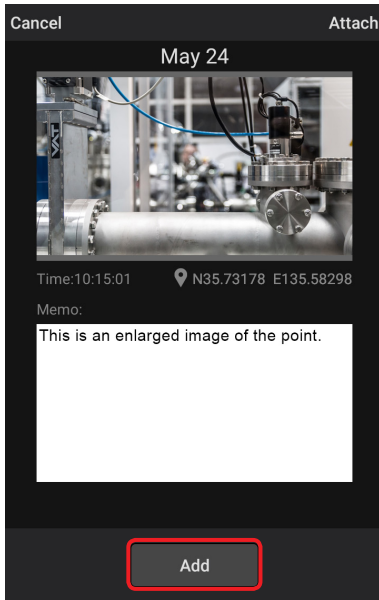 Cancel Attach
May 24
VAT
Time:10:15:01 N35.73178 E135.58298
Memo:
This is an enlarged image of the point.
Add